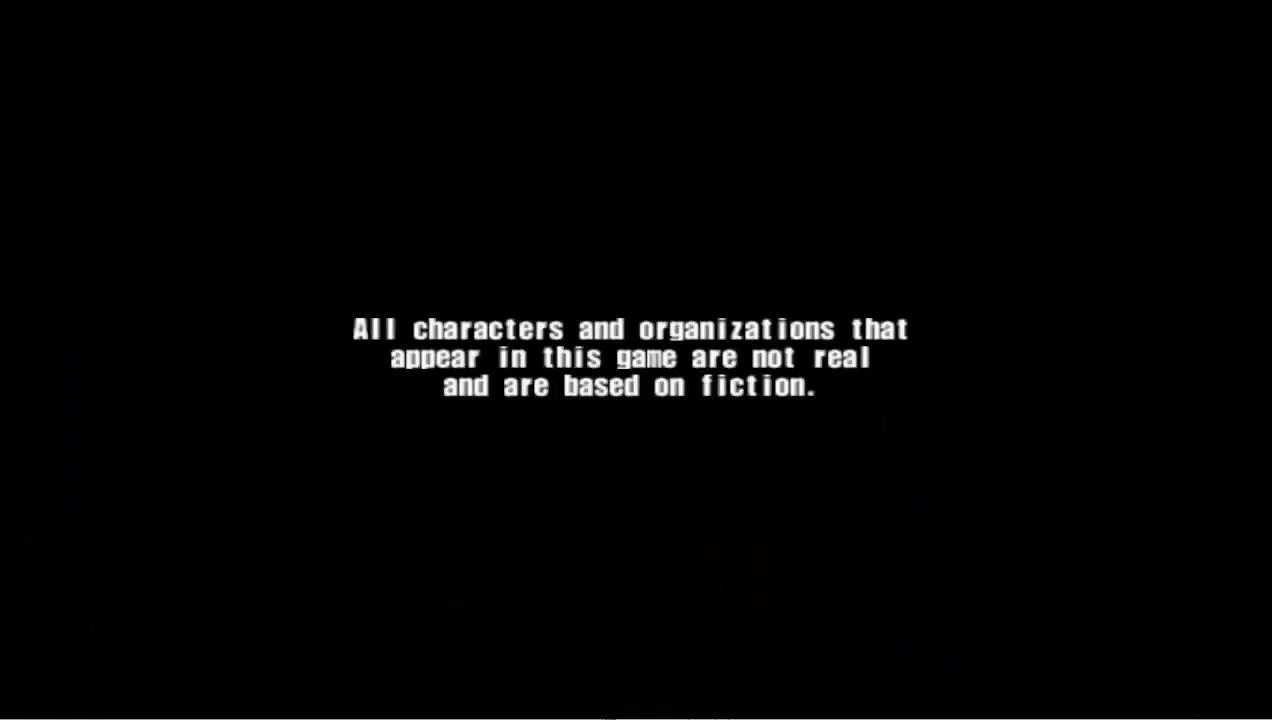 All characters and organizations that
appear in this game are not real
and are based on fiction.